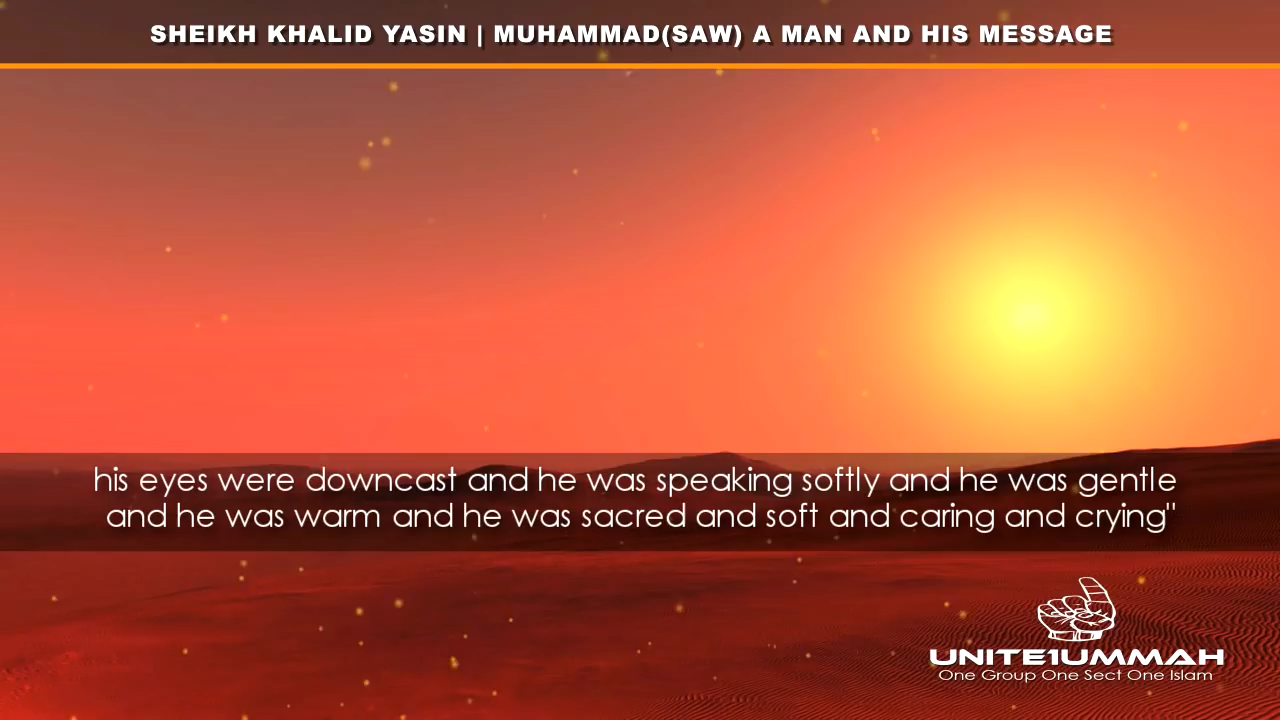 SHEIKH KHALID YASIN | MUHAMMAD(SAW) A MAN AND HIS MESSAGE
his eyes were downcast and he was speaking softly and he was gentle
and he was warm and he was sacred and soft and caring and crying"
UNITE1UMMAH
One Group One Sect One Islam